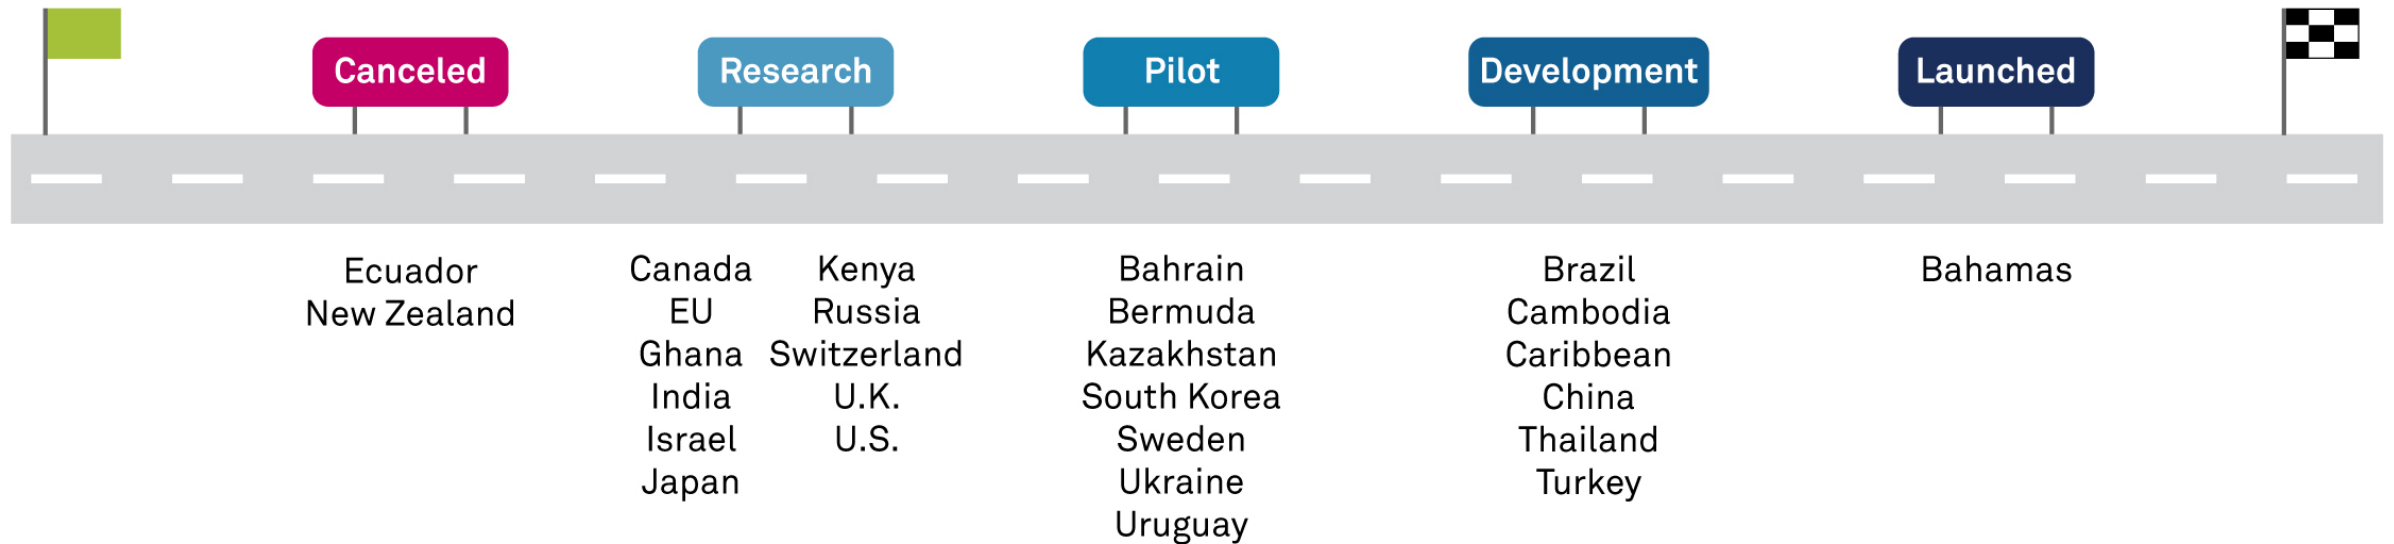 Canceled
Research
Pilot
Development
Launched
Ecuador
New Zealand
Canada
EU
Ghana
India
Israel
Japan
Kenya
Russia
Switzerland
U.K.
U.S.
Bahrain
Bermuda
Kazakhstan
South Korea
Sweden
Ukraine
Uruguay
Brazil
Cambodia
Caribbean
China
Thailand
Turkey
Bahamas